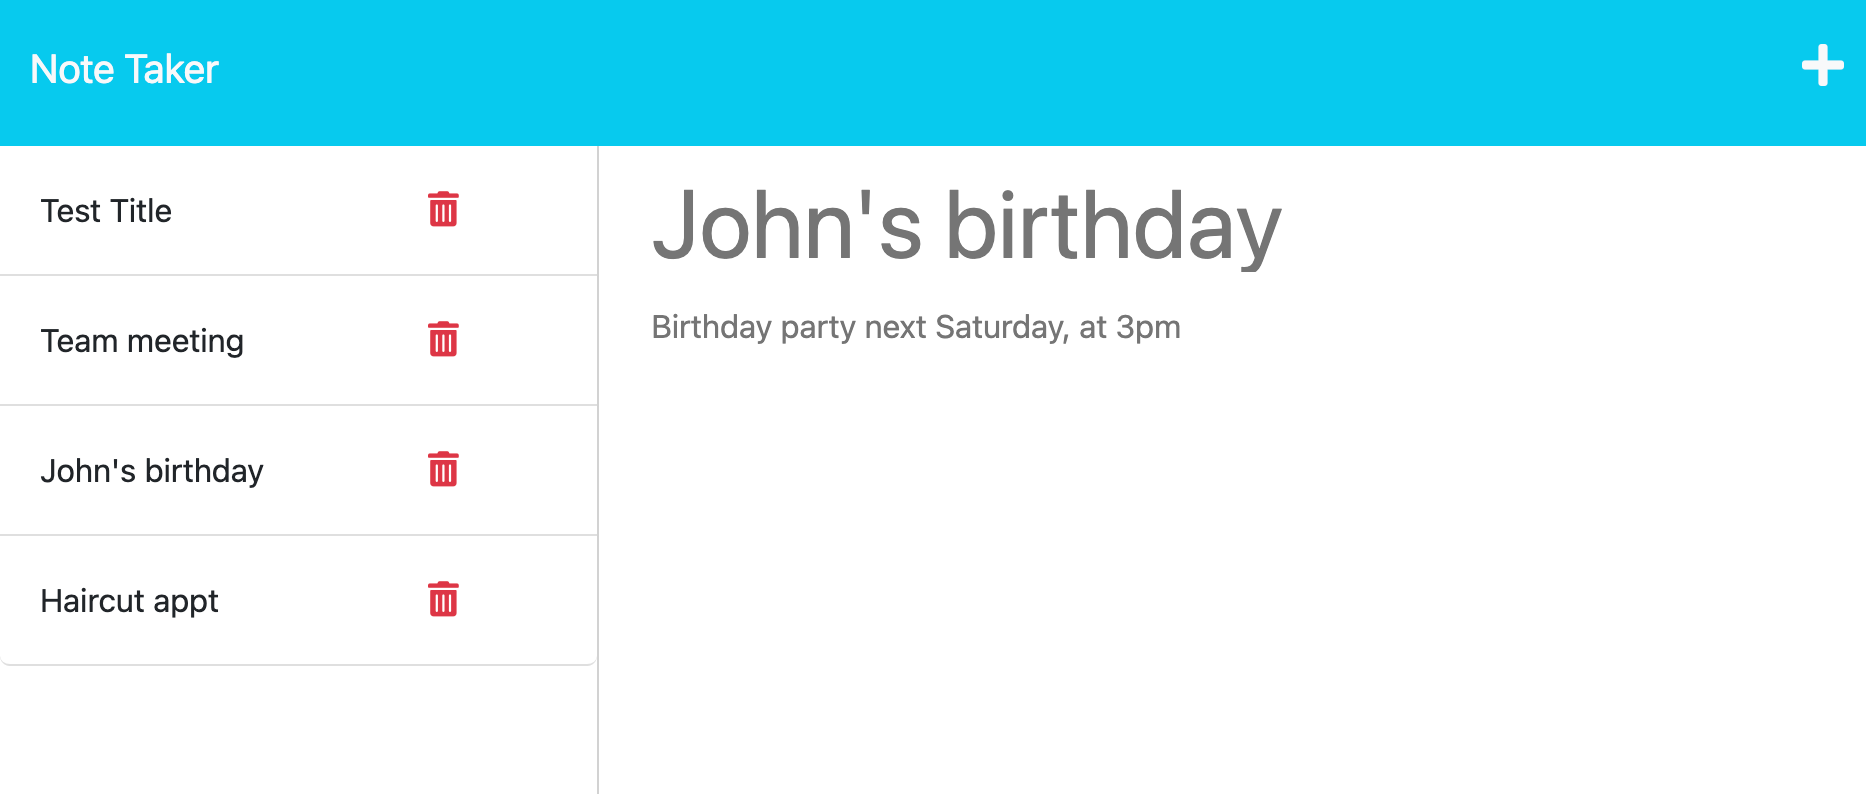 Note Taker
Test Title
Team meeting
John's birthday
Haircut appt
John's birthday
Birthday party next Saturday, at 3pm